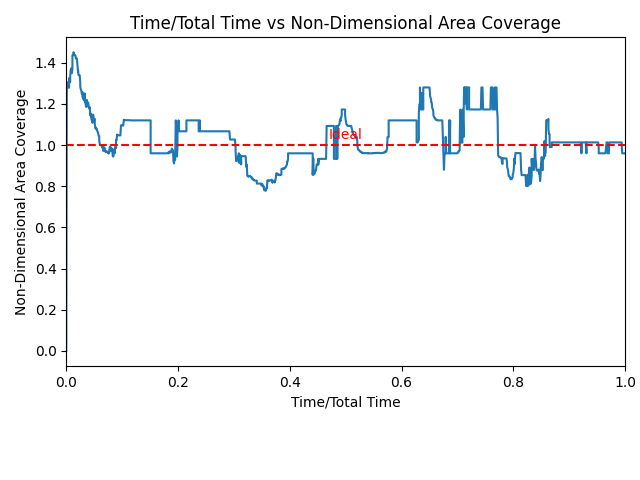 Time/Total Time vs Non-Dimensional Area Coverage
Non-Dimensional Area Coverage
1.4
1.2
1.0
0.8
0.6
0.4
0.2
0.0
Ideal
0.0 0.2 0.4 0.6 0.8 1.0
Time/Total Time